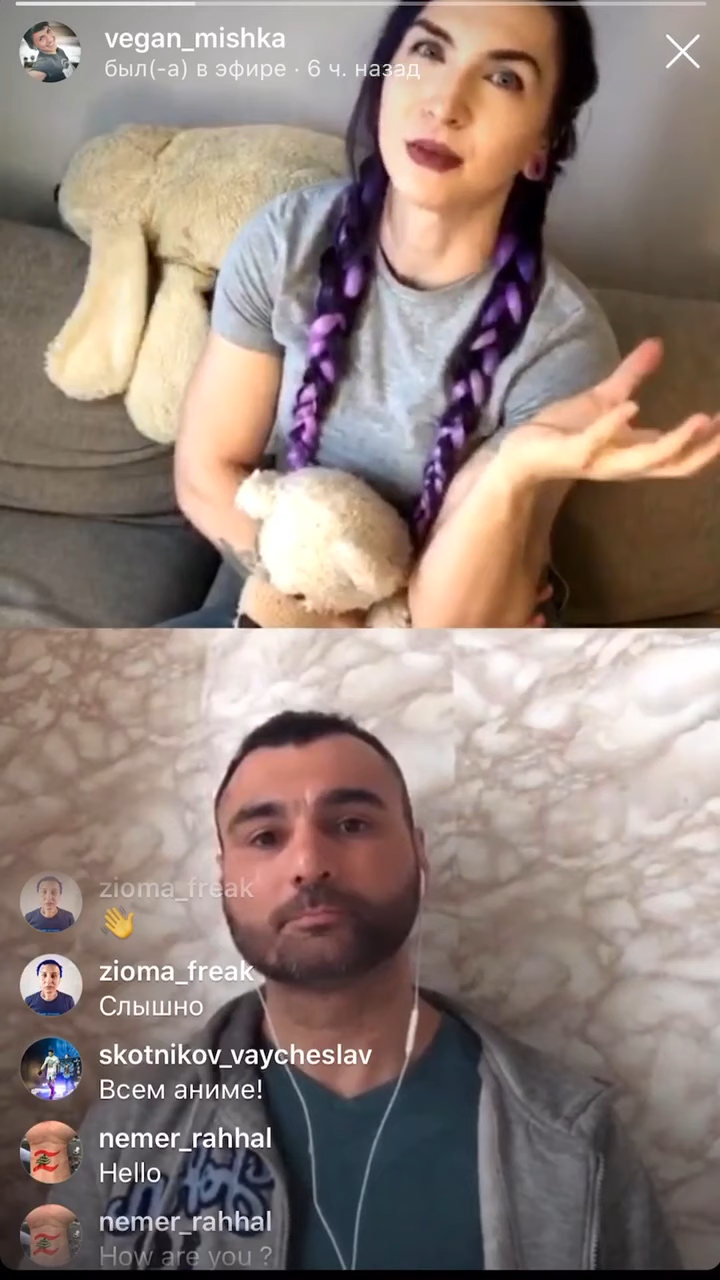 vegan_mishka
был(-а) в эфире · 6 ч. назад
zioma_freak
👋
zioma_freak
Слышно
skotnikov_vaycheslav
Всем аниме!
nemer_rahhal
Hello
nemer_rahhal
How are you ?